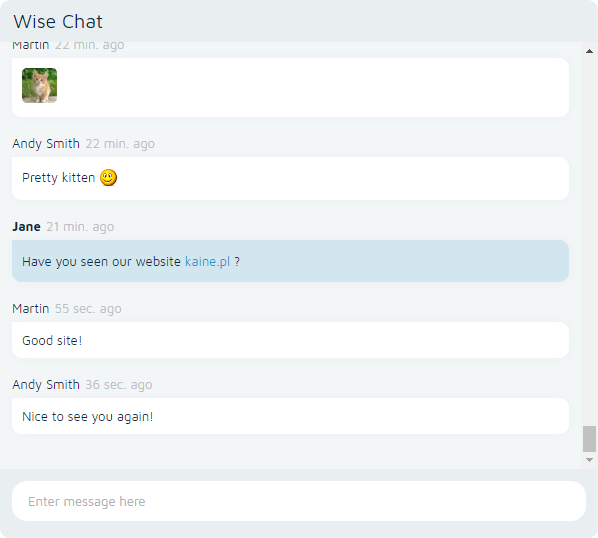 Wise Chat
Martin 22 min. ago
Andy Smith 22 min. ago
Pretty kitten
Jane 21 min. ago
Have you seen our website kaine.pl ?
Martin 55 sec. ago
Good site!
Andy Smith 36 sec. ago
Nice to see you again!
Enter message here